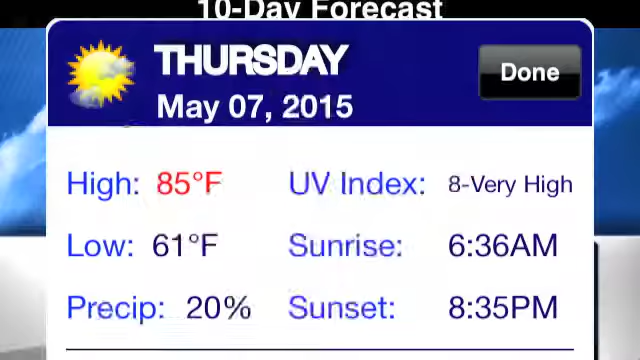 10-Day Forecast
THURSDAY
May 07, 2015
Done
High: 85°F UV Index: 8-Very High
Low: 61°F Sunrise: 6:36AM
Precip: 20% Sunset: 8:35PM